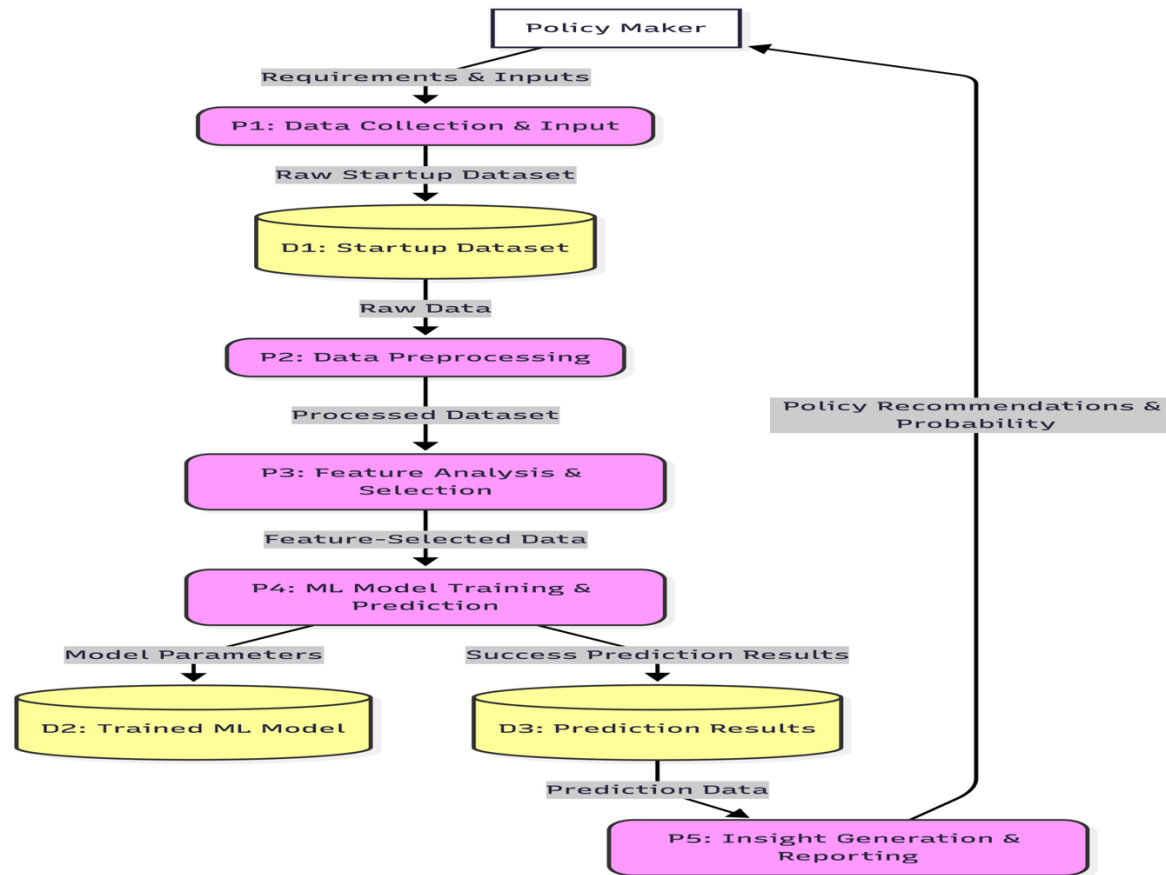 Policy Maker
Requirements & Inputs
P1: Data Collection & Input
Raw Startup Dataset
D1: Startup Dataset
Raw Data
P2: Data Preprocessing
Processed Dataset
Policy Recommendations &
Probability
P3: Feature Analysis &
Selection
Feature-Selected Data
P4: ML Model Training &
Prediction
Model Parameters
Success Prediction Results
D2: Trained ML Model
D3: Prediction Results
Prediction Data
P5: Insight Generation &
Reporting